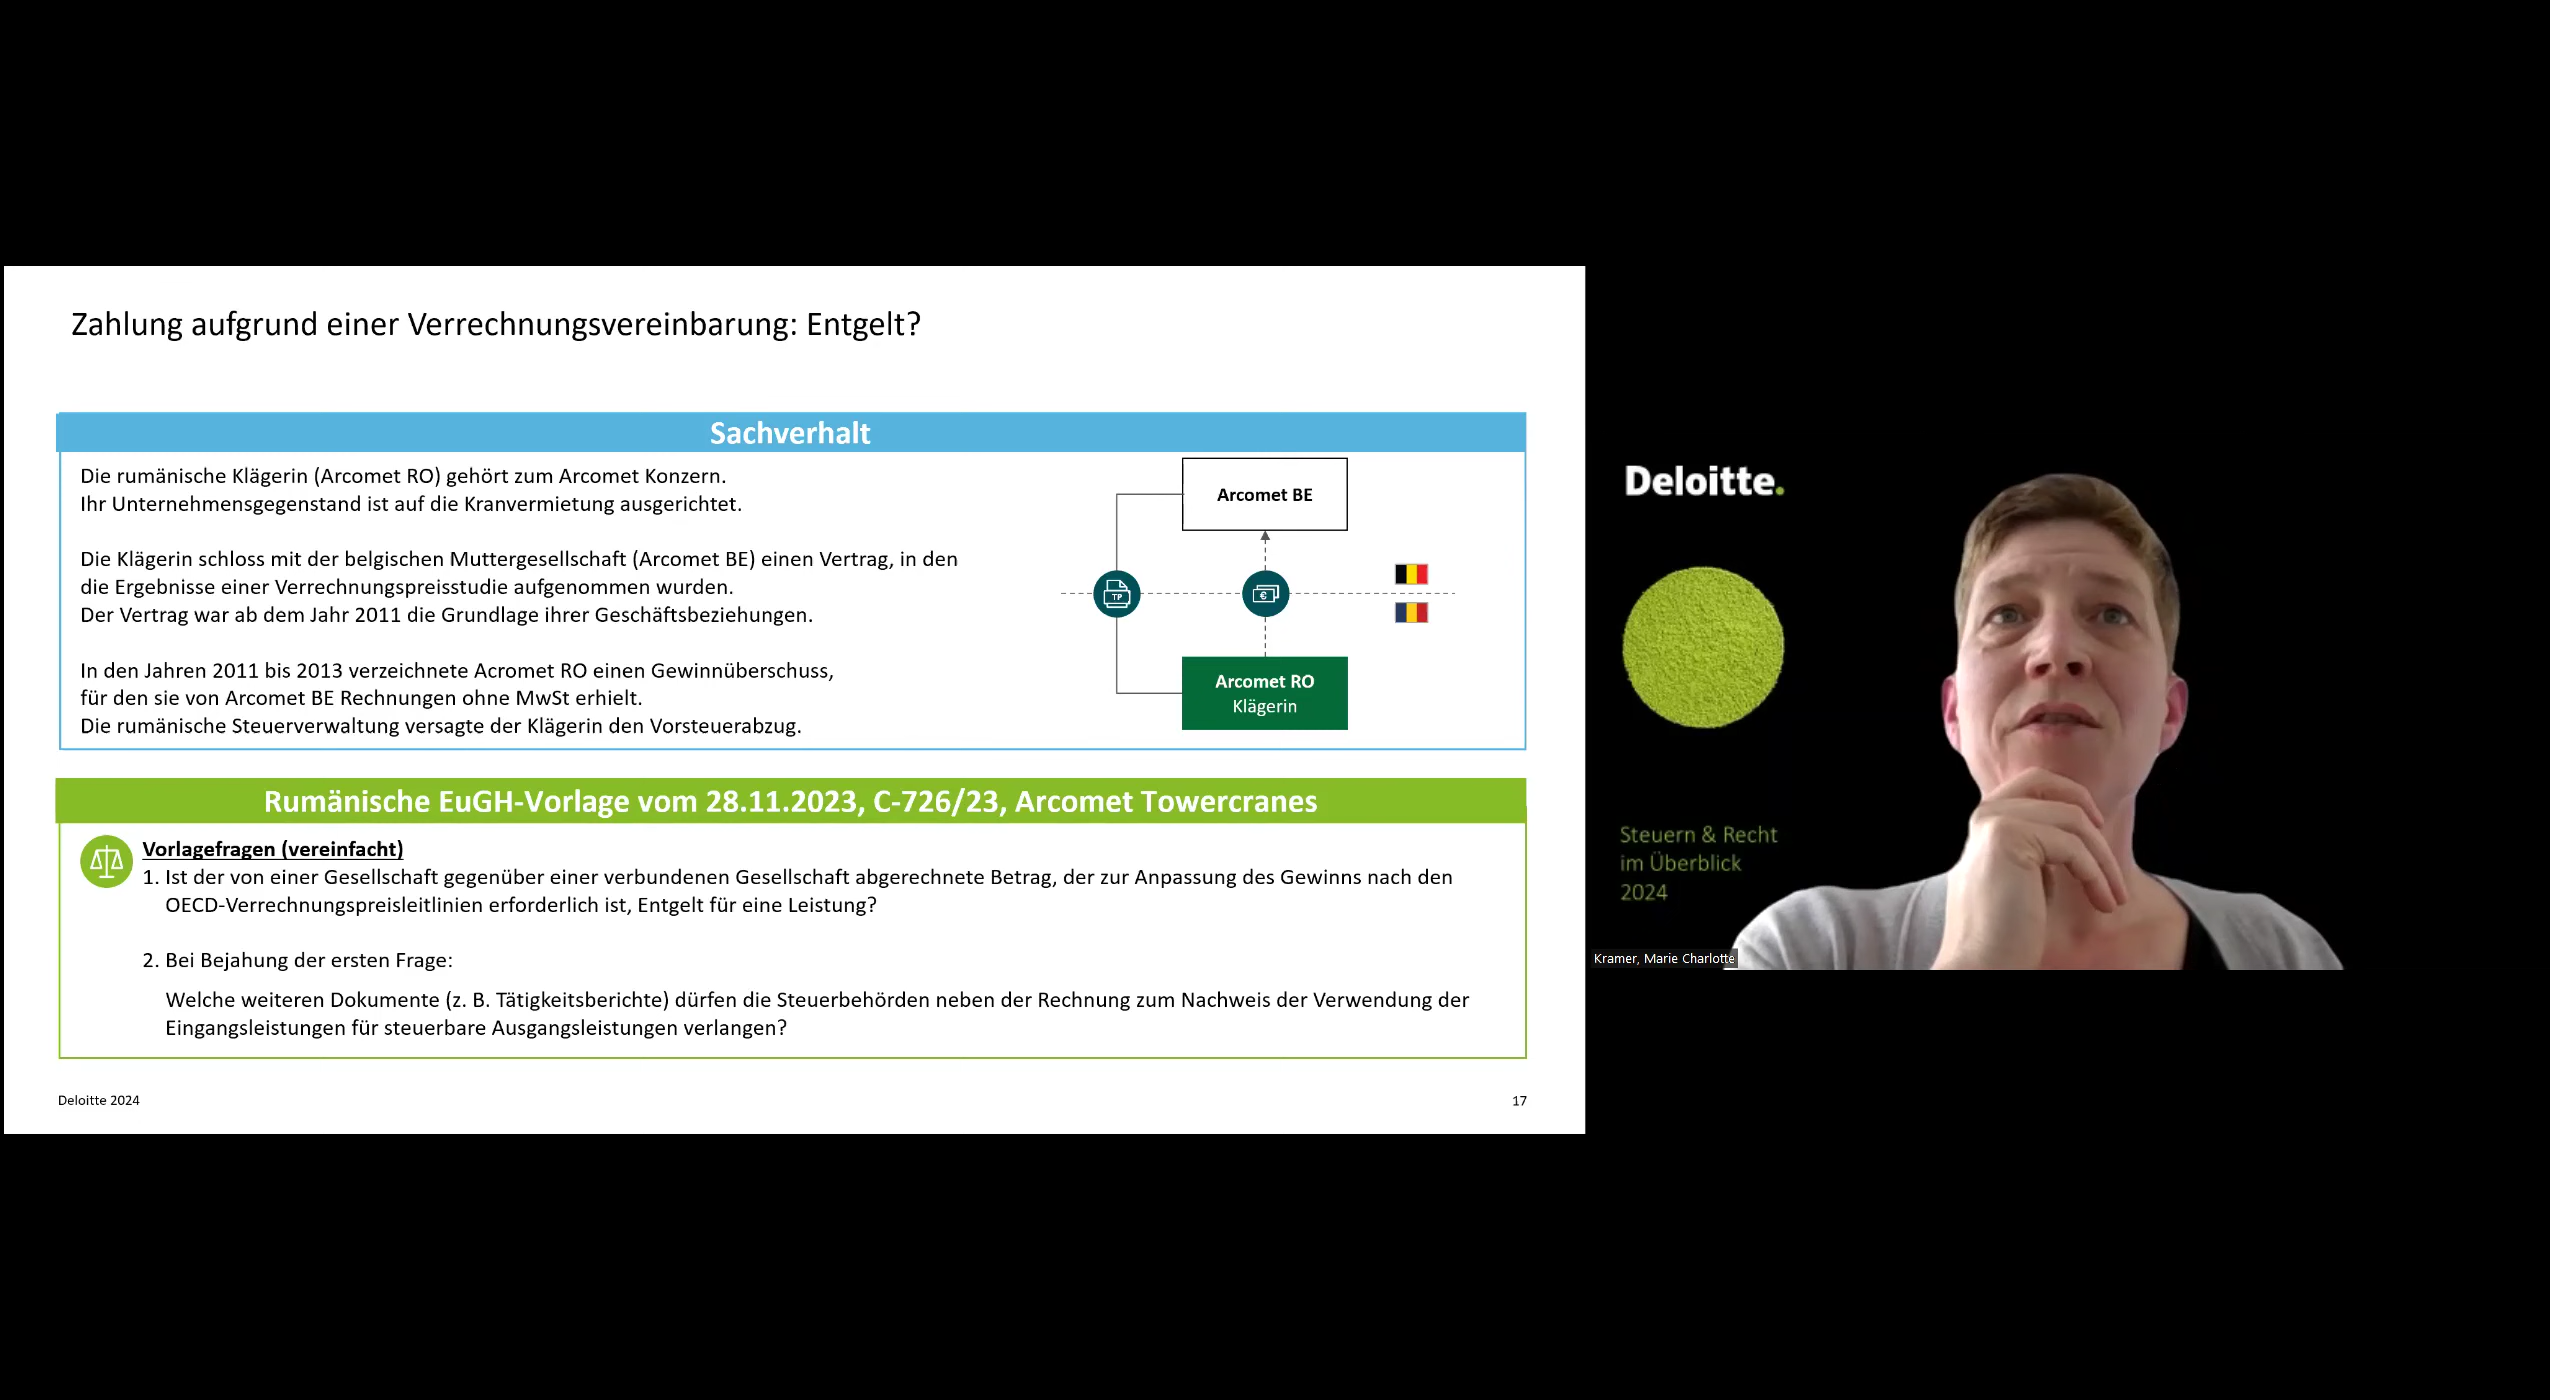 Zahlung aufgrund einer Verrechnungsvereinbarung: Entgelt?
Sachverhalt
Die rumänische Klägerin (Arcomet RO) gehört zum Arcomet Konzern.
Ihr Unternehmensgegenstand ist auf die Kranvermietung ausgerichtet.
Die Klägerin schloss mit der belgischen Muttergesellschaft (Arcomet BE) einen Vertrag, in den
die Ergebnisse einer Verrechnungspreisstudie aufgenommen wurden.
Der Vertrag war ab dem Jahr 2011 die Grundlage ihrer Geschäftsbeziehungen.
In den Jahren 2011 bis 2013 verzeichnete Acromet RO einen Gewinnüberschuss,
für den sie von Arcomet BE Rechnungen ohne MwSt erhielt.
Die rumänische Steuerverwaltung versagte der Klägerin den Vorsteuerabzug.
Arcomet BE
TP
€
Arcomet RO
Klägerin
Rumänische EuGH-Vorlage vom 28.11.2023, C-726/23, Arcomet Towercranes
Vorlagefragen (vereinfacht)
1. Ist der von einer Gesellschaft gegenüber einer verbundenen Gesellschaft abgerechnete Betrag, der zur Anpassung des Gewinns nach den
OECD-Verrechnungspreisleitlinien erforderlich ist, Entgelt für eine Leistung?
2. Bei Bejahung der ersten Frage:
Welche weiteren Dokumente (z. B. Tätigkeitsberichte) dürfen die Steuerbehörden neben der Rechnung zum Nachweis der Verwendung der
Eingangsleistungen für steuerbare Ausgangsleistungen verlangen?
Deloitte 2024
17
Deloitte.
Steuern & Recht
im Überblick
2024
Kramer, Marie Charlotte